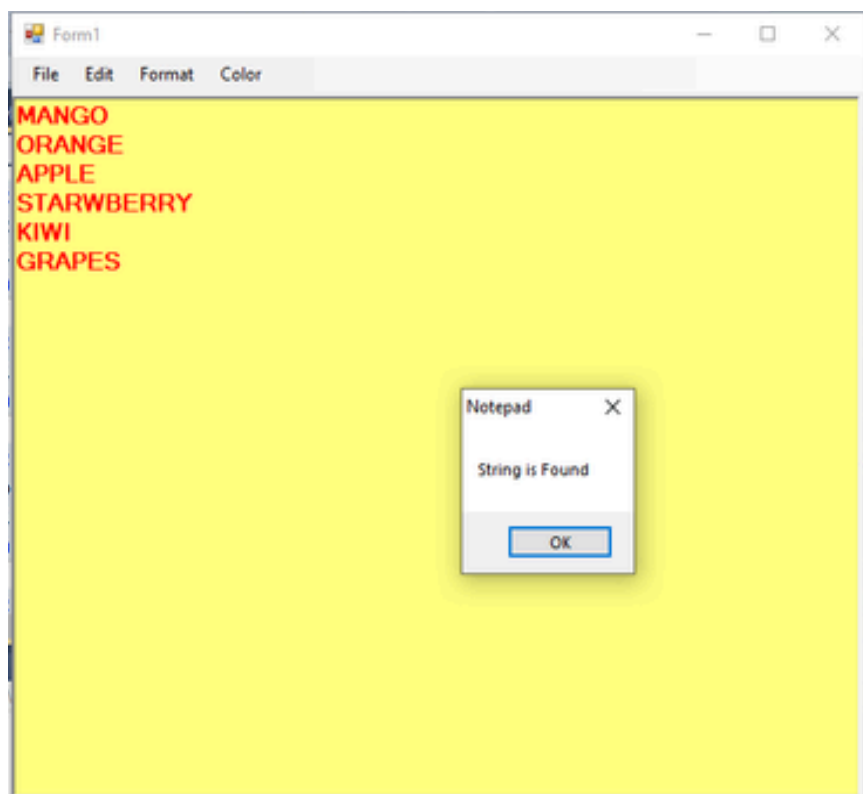 Form1
File Edit Format Color
MANGO
ORANGE
APPLE
STARWBERRY
KIWI
GRAPES
Notepad
String is Found
OK